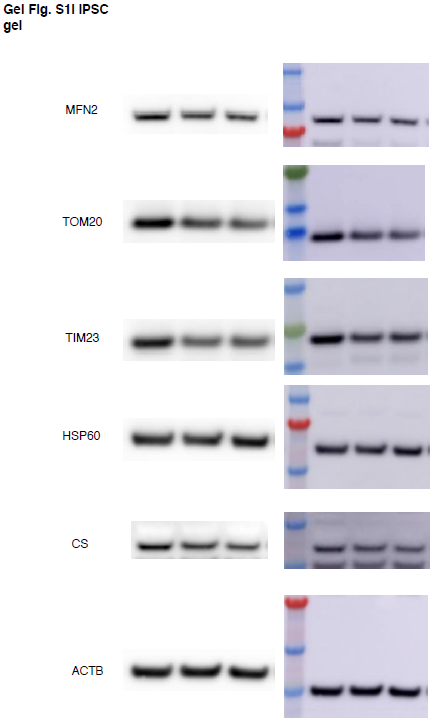 Gel Fig. S1I IPSC
gel
MFN2
TOM20
TIM23
HSP60
CS
ACTB